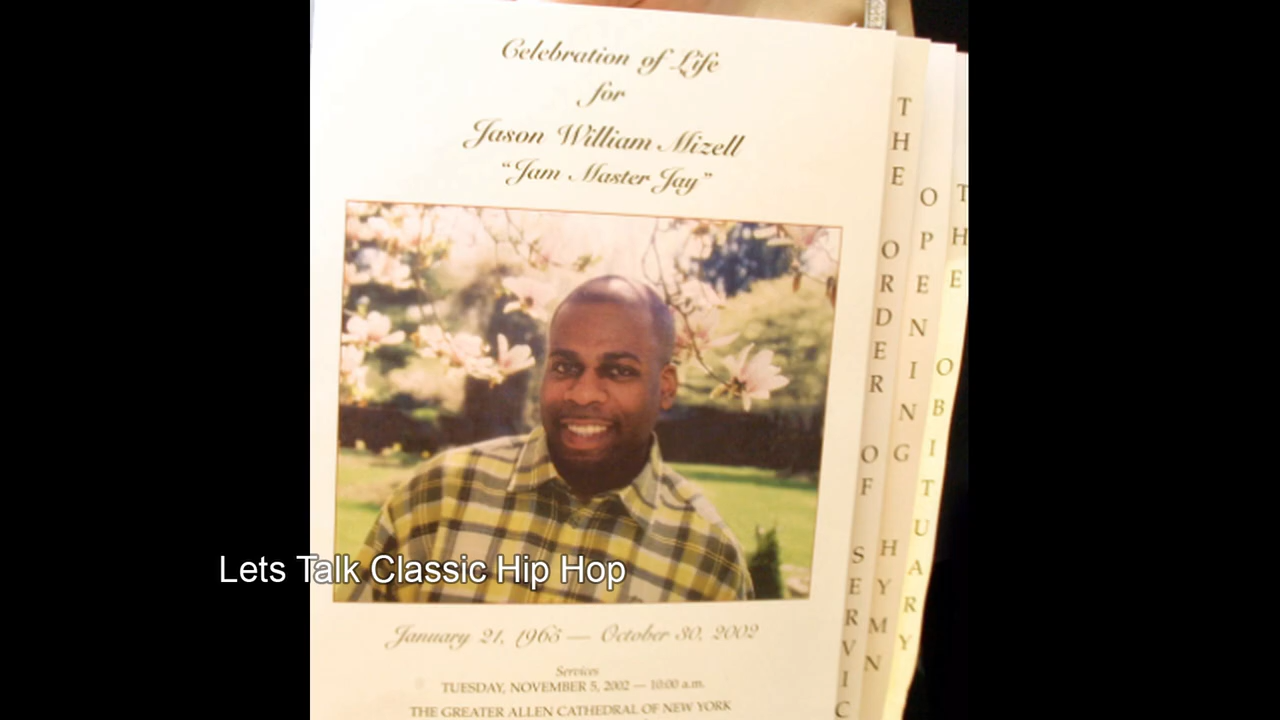 Celebration of Life
for
Jason William Mizell
“Jam Master Jay”
Lets Talk Classic Hip Hop
January 21, 1965 — October 30, 2002
Services
TUESDAY, NOVEMBER 5, 2002 — 10:00 a.m.
THE GREATER ALLEN CATHEDRAL OF NEW YORK
THE ORDER OF SERVIC
OPENING HYMN
THE OBITUARY